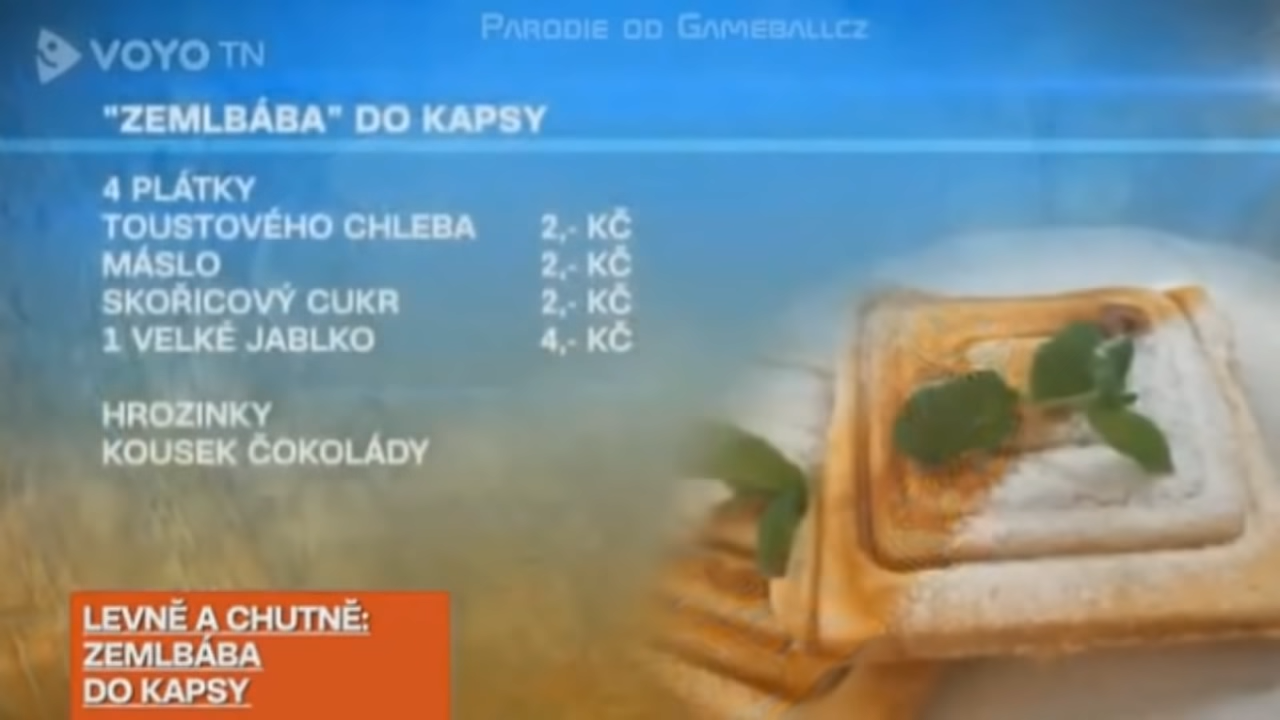 PARODIE OD GAMEBALLCZ
VOYO TN
"ZEMLBÁBA" DO KAPSY
4 PLÁTKY
TOUSTOVÉHO CHLEBA 2,- KČ
MÁSLO 2,- KČ
SKOŘICOVÝ CUKR 2,- KČ
1 VELKÉ JABLKO 4,- KČ
HROZINKY
KOUSEK ČOKOLÁDY
LEVNĚ A CHUTNĚ:
ZEMLBÁBA
DO KAPSY